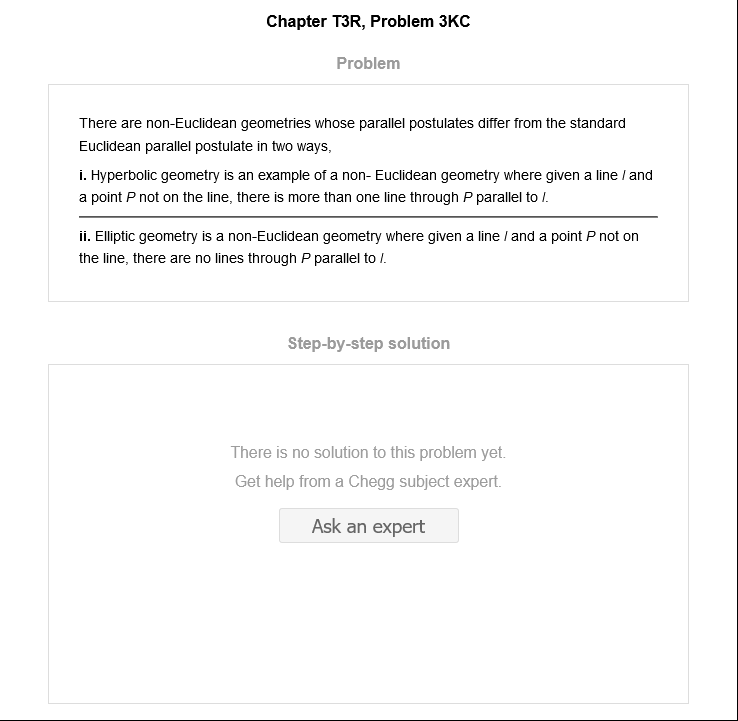 Chapter T3R, Problem 3KC
Problem
There are non-Euclidean geometries whose parallel postulates differ from the standard
Euclidean parallel postulate in two ways,
i. Hyperbolic geometry is an example of a non- Euclidean geometry where given a line l and
a point P not on the line, there is more than one line through P parallel to l.
ii. Elliptic geometry is a non-Euclidean geometry where given a line l and a point P not on
the line, there are no lines through P parallel to l.
Step-by-step solution
There is no solution to this problem yet.
Get help from a Chegg subject expert.
Ask an expert